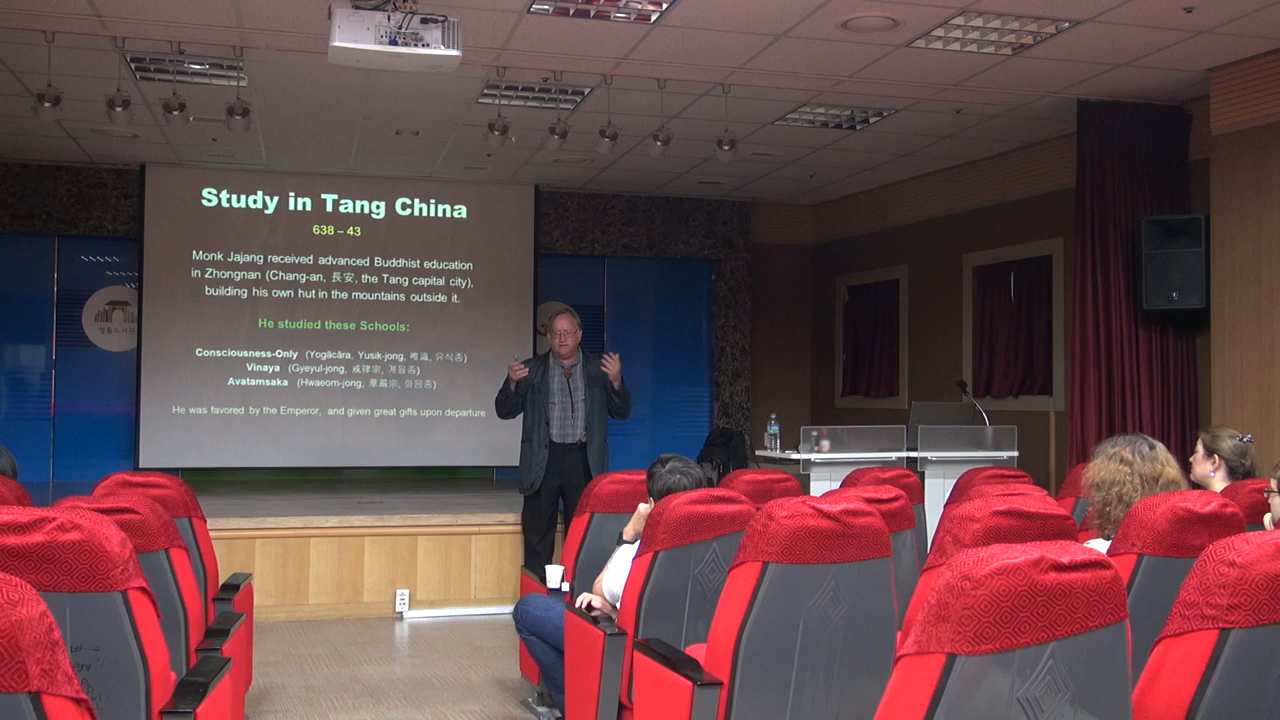 Study in Tang China
638 – 43
Monk Jajang received advanced Buddhist education
in Zhongnan (Chang-an, 長安, the Tang capital city),
building his own hut in the mountains outside it.
He studied these Schools:
Consciousness-Only (Yogācāra, Yusik-jong, 唯識, 유식종)
Vinaya (Gyeyul-jong, 戒律宗, 계율종)
Avatamsaka (Hwaeom-jong, 華嚴宗, 화엄종)
He was favored by the Emperor, and given great gifts upon departure